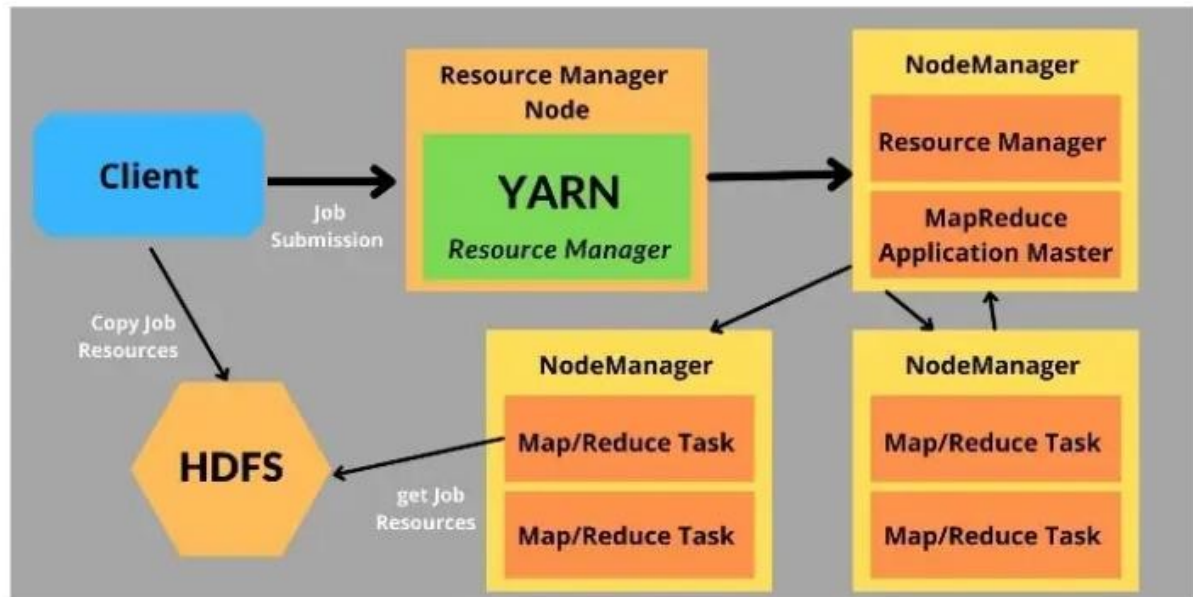 Client
Job
Submission
Copy Job
Resources
HDFS
Resource Manager
Node
YARN
Resource Manager
NodeManager
Resource Manager
MapReduce
Application Master
NodeManager
Map/Reduce Task
Map/Reduce Task
get Job
Resources
NodeManager
Map/Reduce Task
Map/Reduce Task